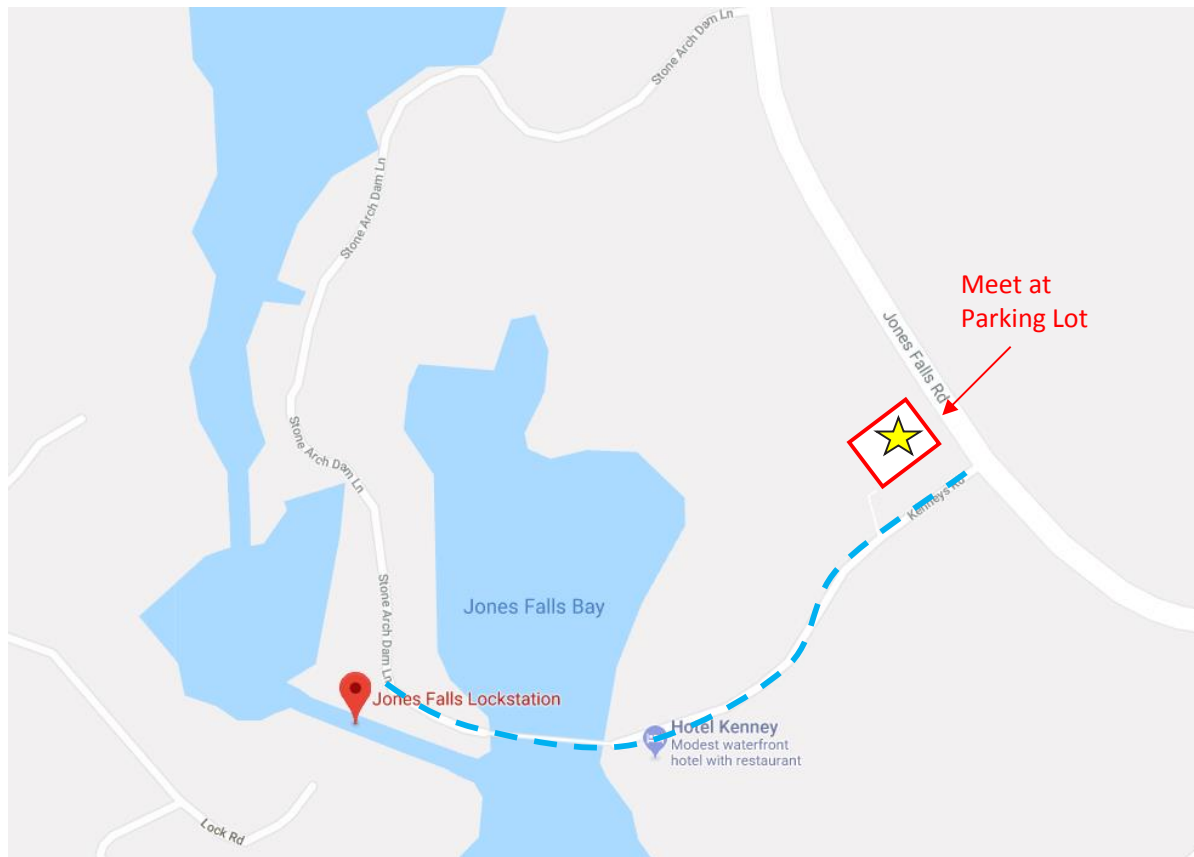 Stone Arch Dam Ln
Stone Arch Dam Ln
Meet at
Parking Lot
Jones Falls Rd
Stone Arch Dam Ln
Kenneys Rd
Stone Arch Dam Ln
Jones Falls Bay
Jones Falls Lockstation
Hotel Kenney
Modest waterfront
hotel with restaurant
Lock Rd